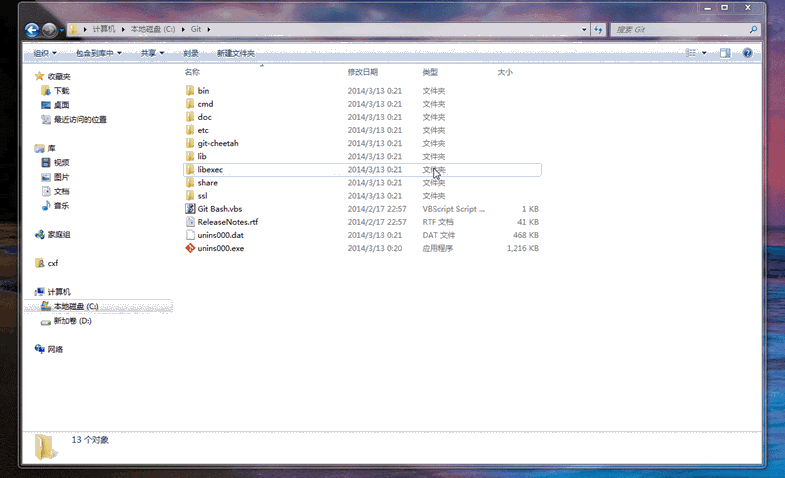 计算机 本地磁盘 (C:) Git 搜索 Git
组织 包含到库中 共享 刻录 新建文件夹
名称 修改日期 类型 大小
收藏夹
下载
桌面
最近访问的位置
库
视频
图片
文档
音乐
家庭组
cxf
计算机
本地磁盘 (C:)
新加卷 (D:)
网络
bin 2014/3/13 0:21 文件夹
cmd 2014/3/13 0:21 文件夹
doc 2014/3/13 0:21 文件夹
etc 2014/3/13 0:21 文件夹
git-cheetah 2014/3/13 0:21 文件夹
lib 2014/3/13 0:21 文件夹
libexec 2014/3/13 0:21 文件夹
share 2014/3/13 0:21 文件夹
ssl 2014/3/13 0:21 文件夹
Git Bash.vbs 2014/2/17 22:57 VBScript Script ... 1 KB
ReleaseNotes.rtf 2014/2/17 22:57 RTF 文档 41 KB
unins000.dat 2014/3/13 0:21 DAT 文件 468 KB
unins000.exe 2014/3/13 0:20 应用程序 1,216 KB
13 个对象